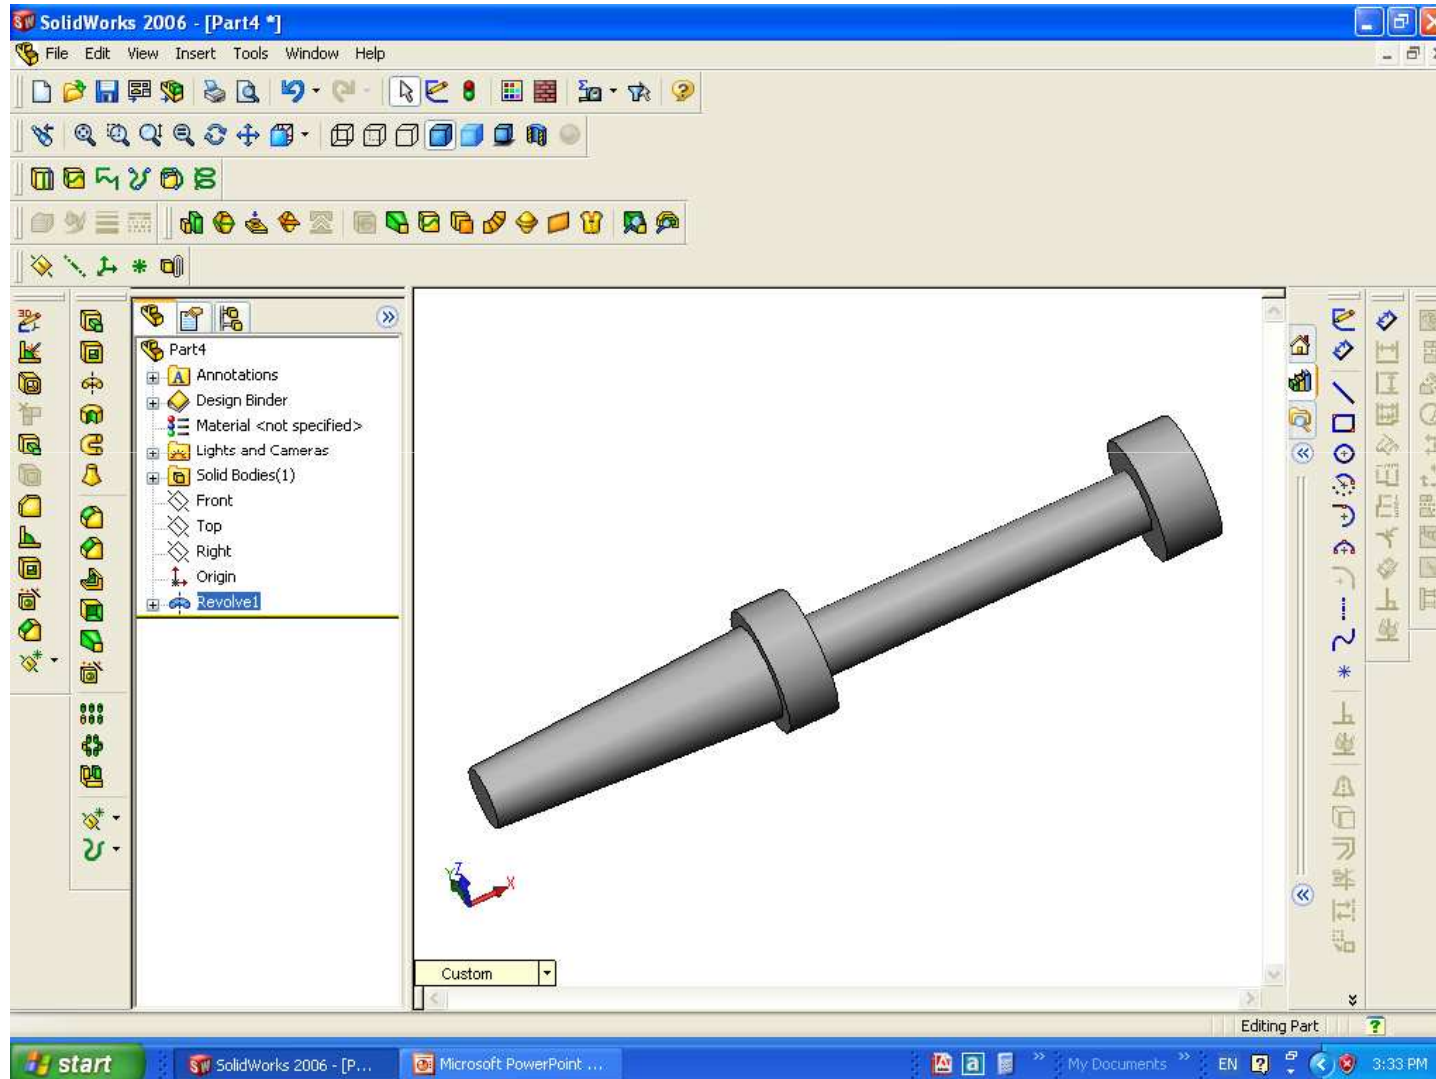 SolidWorks 2006 - [Part4 *]
File Edit View Insert Tools Window Help
3D
Part4
A Annotations
Design Binder
Material <not specified>
Lights and Cameras
Solid Bodies(1)
Front
Top
Right
Origin
Revolve1
Z
Y
X
Custom
Editing Part
start
SolidWorks 2006 - [P...
Microsoft PowerPoint ...
a
My Documents
EN
3:33 PM